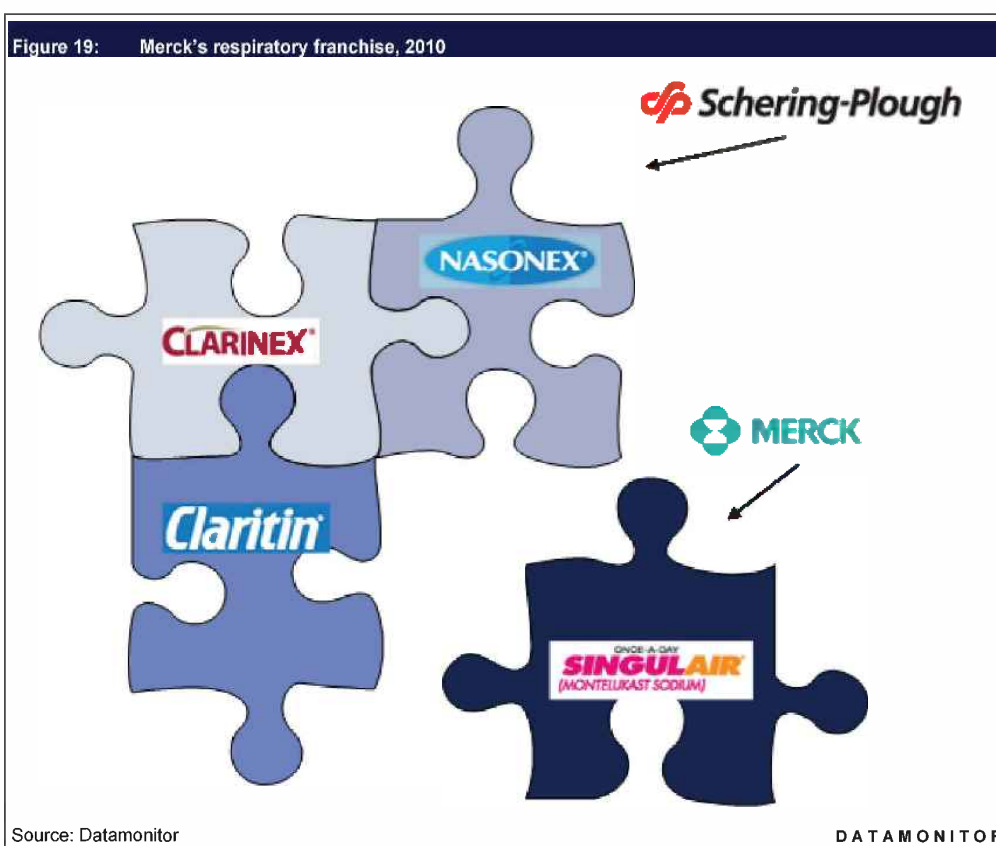 Figure 19: Merck's respiratory franchise, 2010
Schering-Plough
NASONEX®
CLARINEX®
MERCK
Claritin®
ONCE-A-DAY
SINGULAIR®
(MONTELUKAST SODIUM)
Source: Datamonitor
DATAMONITOR